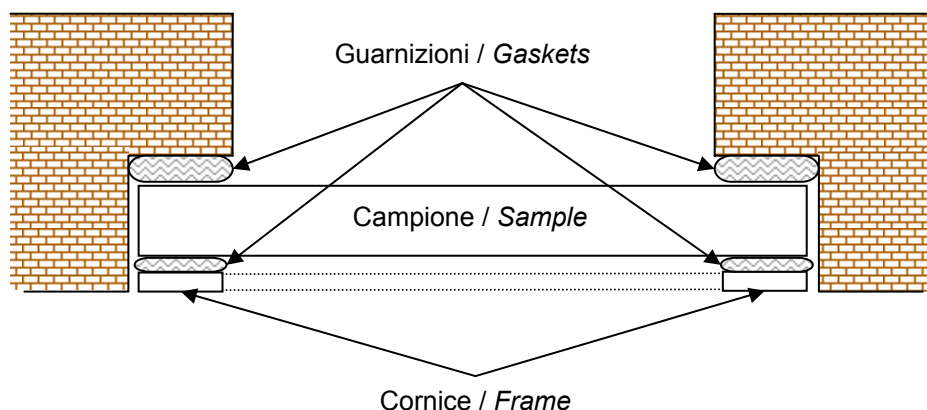 Guarnizioni / Gaskets
Campione / Sample
Cornice / Frame